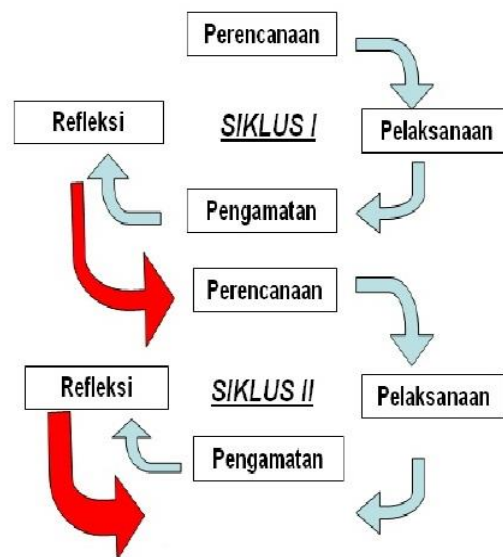 Perencanaan
Refleksi
SIKLUS I
Pelaksanaan
Pengamatan
Perencanaan
Refleksi
SIKLUS II
Pelaksanaan
Pengamatan